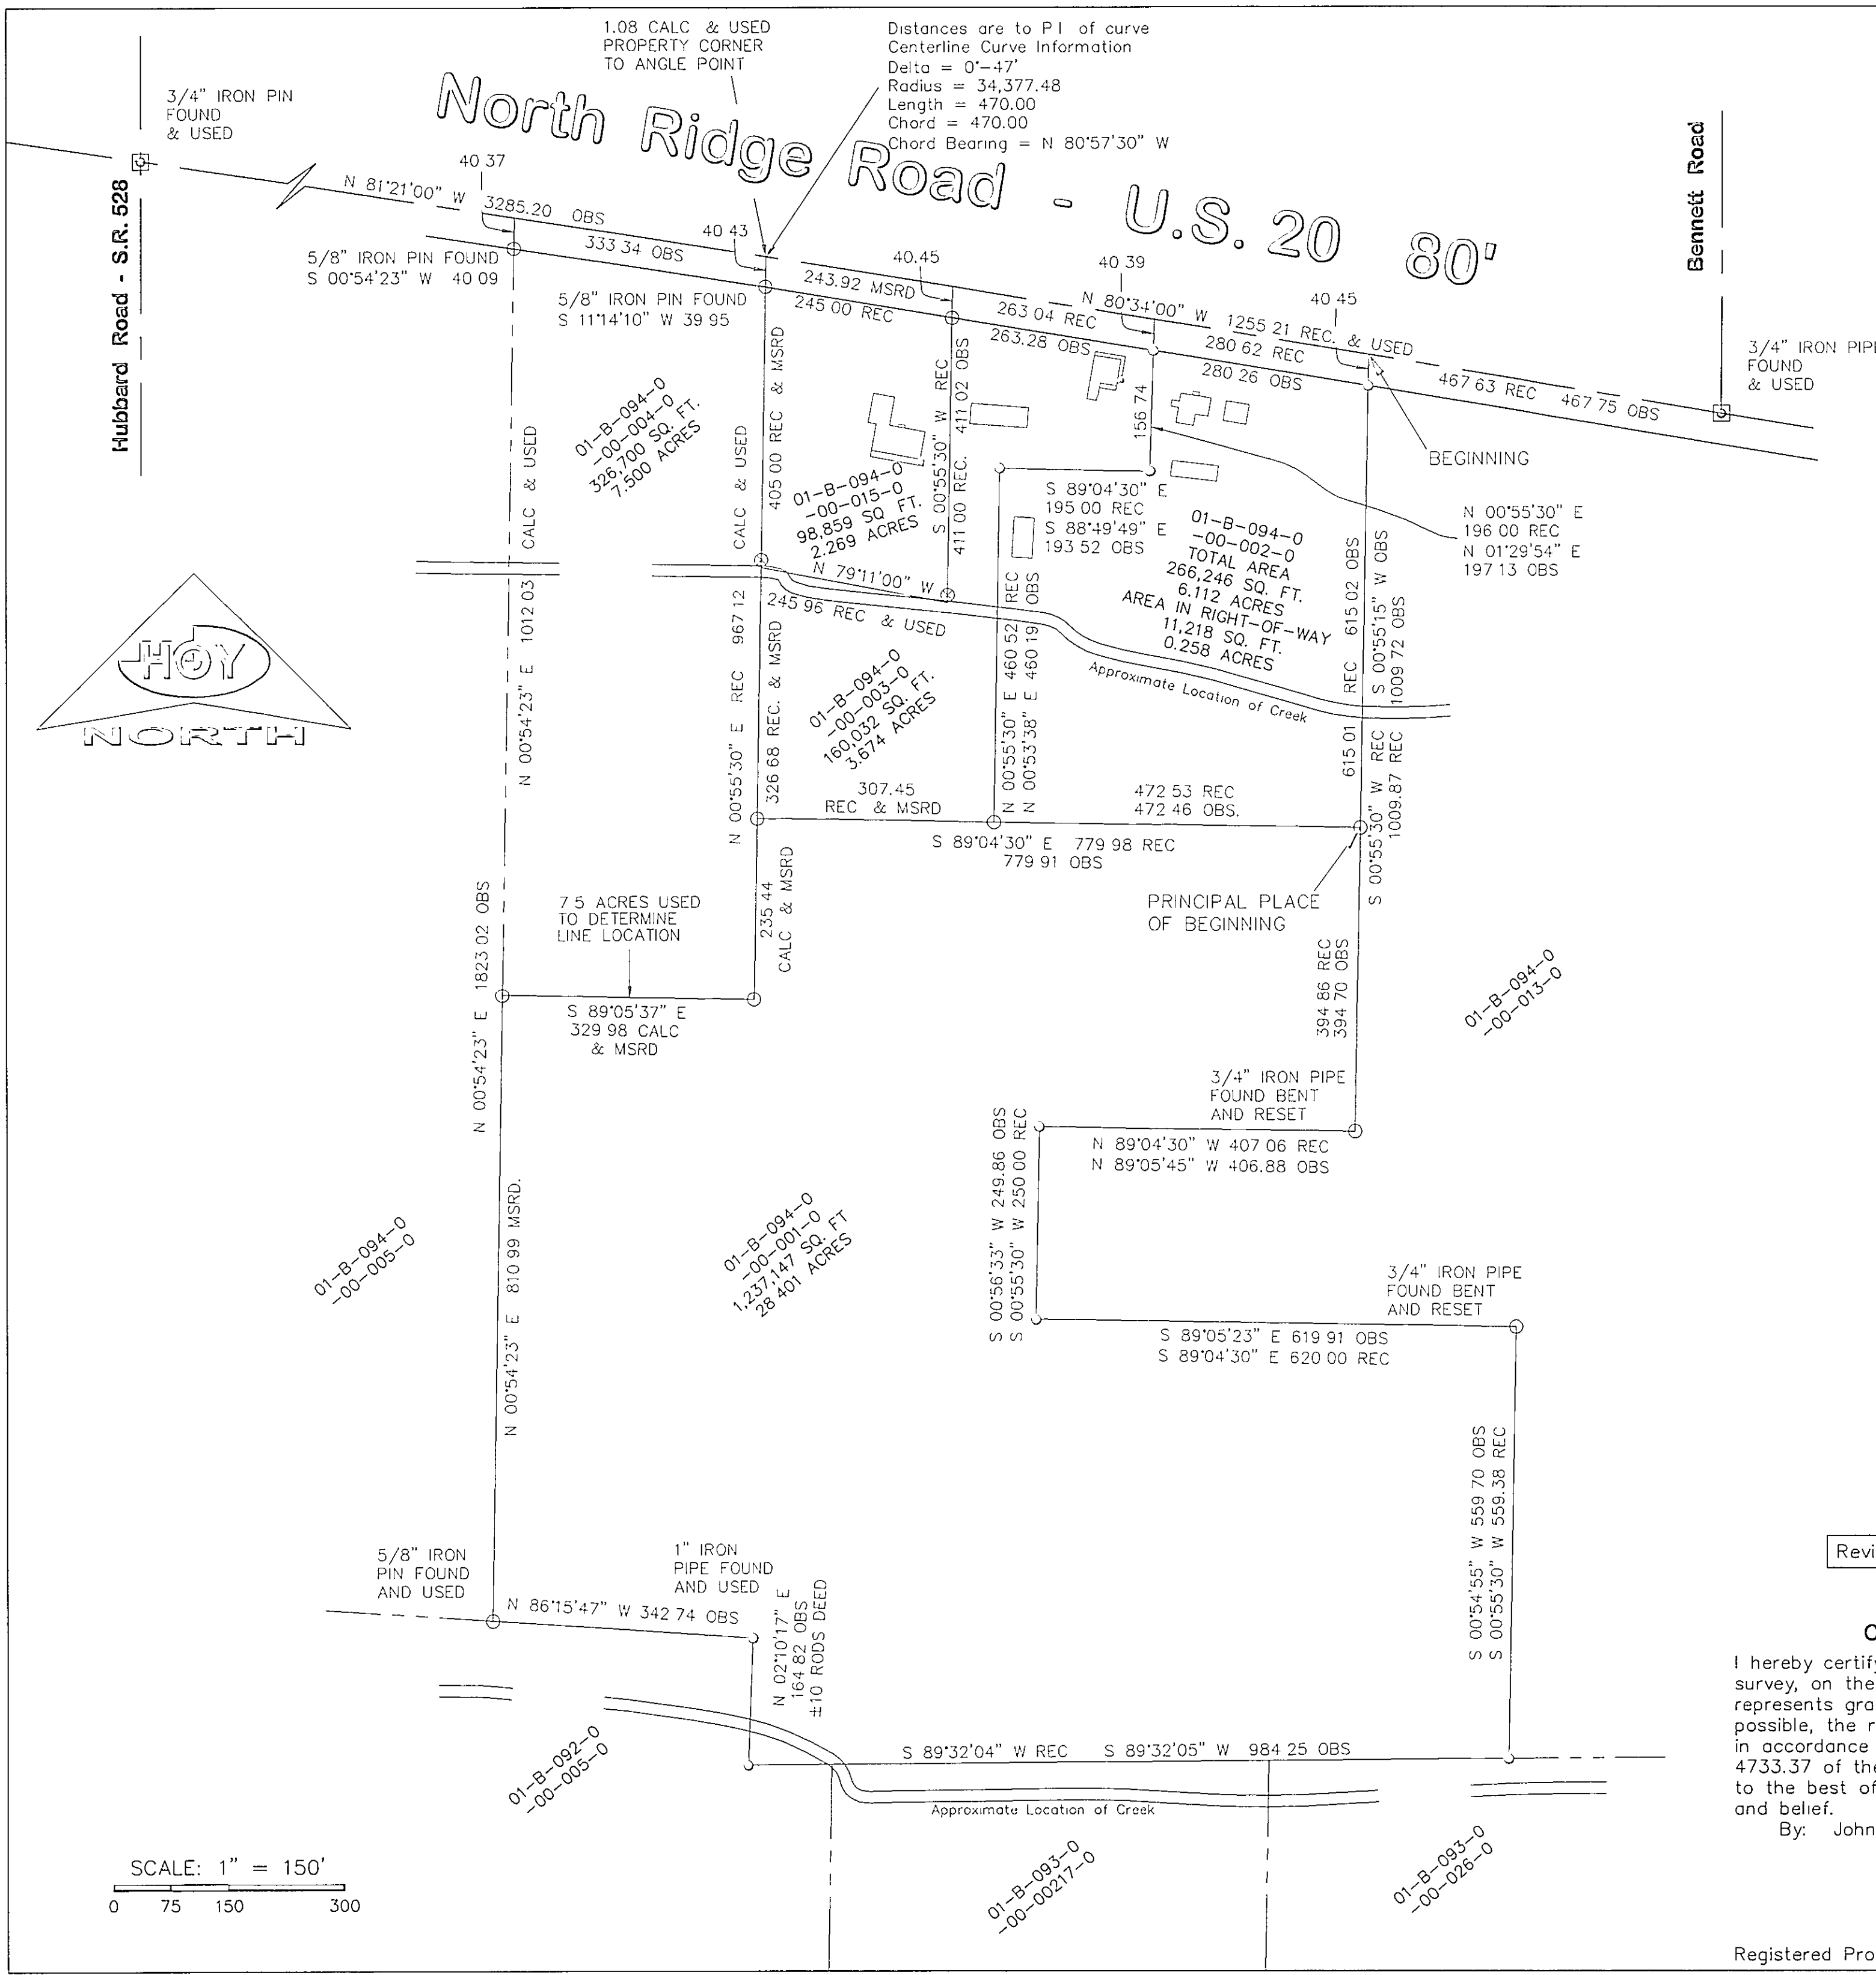 1.08 CALC & USED
PROPERTY CORNER
TO ANGLE POINT
Distances are to P I of curve
Centerline Curve Information
Delta = 0°-47'
Radius = 34,377.48
Length = 470.00
Chord = 470.00
Chord Bearing = N 80°57'30" W
3/4" IRON PIN
FOUND
& USED
Hubbard Road - S.R. 528
North Ridge Road - U.S. 20 80'
Bennett Road
40 37
N 81°21'00" W 3285.20 OBS
333 34 OBS
40 43
5/8" IRON PIN FOUND
S 00°54'23" W 40 09
5/8" IRON PIN FOUND
S 11°14'10" W 39 95
243.92 MSRD
245 00 REC
40.45
263 04 REC
263.28 OBS
40 39
N 80°34'00" W 1255 21 REC. & USED
280 62 REC
280 26 OBS
40 45
467 63 REC 467 75 OBS
3/4" IRON PIPE
FOUND
& USED
BEGINNING
01-B-094-0
-00-004-0
326,700 SQ. FT.
7.500 ACRES
01-B-094-0
-00-015-0
98,859 SQ FT.
2.269 ACRES
405 00 REC & MSRD
S 00°55'30" W REC
411 00 REC. 411 02 OBS
156 74
S 89°04'30" E
195 00 REC
S 88°49'49" E
193 52 OBS
N 00°55'30" E
196 00 REC
N 01°29'54" E
197 13 OBS
01-B-094-0
-00-002-0
TOTAL AREA
266,246 SQ. FT.
6.112 ACRES
AREA IN RIGHT-OF-WAY
11,218 SQ. FT.
0.258 ACRES
N 79°11'00" W
245 96 REC & USED
Approximate Location of Creek
01-B-094-0
-00-003-0
160,032 SQ. FT.
3.674 ACRES
HOY
NORTH
N 00°54'23" E 1012 03 CALC & USED
N 00°55'30" E REC 967 12 CALC & USED
326 68 REC. & MSRD
N 00°55'30" E 460 52 REC
N 00°53'38" E 460 19 OBS
615 01 REC 615 02 OBS
S 00°55'30" W REC S 00°55'15" W OBS
1009.87 REC 1009 72 OBS
307.45
REC & MSRD
472 53 REC
472 46 OBS.
S 89°04'30" E 779 98 REC
779 91 OBS
PRINCIPAL PLACE
OF BEGINNING
7 5 ACRES USED
TO DETERMINE
LINE LOCATION
235 44
CALC & MSRD
N 00°54'23" E 1823 02 OBS
S 89°05'37" E
329 98 CALC
& MSRD
394 86 REC
394 70 OBS
01-B-094-0
-00-013-0
3/4" IRON PIPE
FOUND BENT
AND RESET
N 89°04'30" W 407 06 REC
N 89°05'45" W 406.88 OBS
S 00°56'33" W 249.86 OBS
S 00°55'30" W 250 00 REC
01-B-094-0
-00-005-0
N 00°54'23" E 810 99 MSRD.
01-B-094-0
-00-001-0
1,237,147 SQ. FT
28 401 ACRES
3/4" IRON PIPE
FOUND BENT
AND RESET
S 89°05'23" E 619 91 OBS
S 89°04'30" E 620 00 REC
S 00°54'55" W 559 70 OBS
S 00°55'30" W 559.38 REC
5/8" IRON
PIN FOUND
AND USED
1" IRON
PIPE FOUND
AND USED
N 86°15'47" W 342 74 OBS
N 02°10'17" E
164 82 OBS
±10 RODS DEED
01-B-092-0
-00-005-0
S 89°32'04" W REC S 89°32'05" W 984 25 OBS
Approximate Location of Creek
01-B-093-0
-00-00217-0
01-B-093-0
-00-026-0
SCALE: 1" = 150'
0 75 150 300
Revi
C
I hereby certify
survey, on the
represents gra
possible, the r
in accordance
4733.37 of the
to the best of
and belief.
By: John
Registered Pro